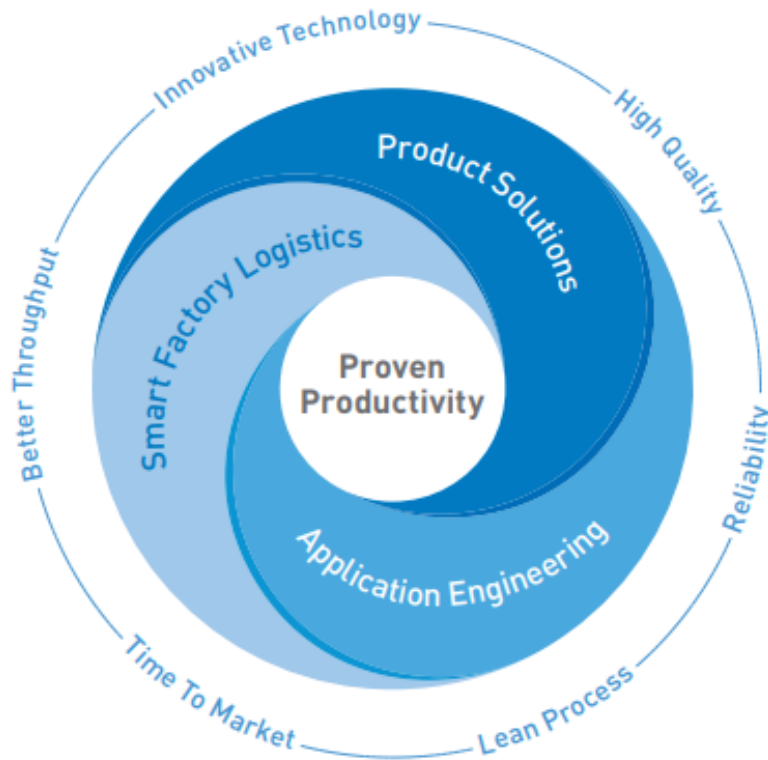 Innovative Technology
High Quality
Reliability
Lean Process
Time To Market
Better Throughput
Product Solutions
Application Engineering
Smart Factory Logistics
Proven
Productivity